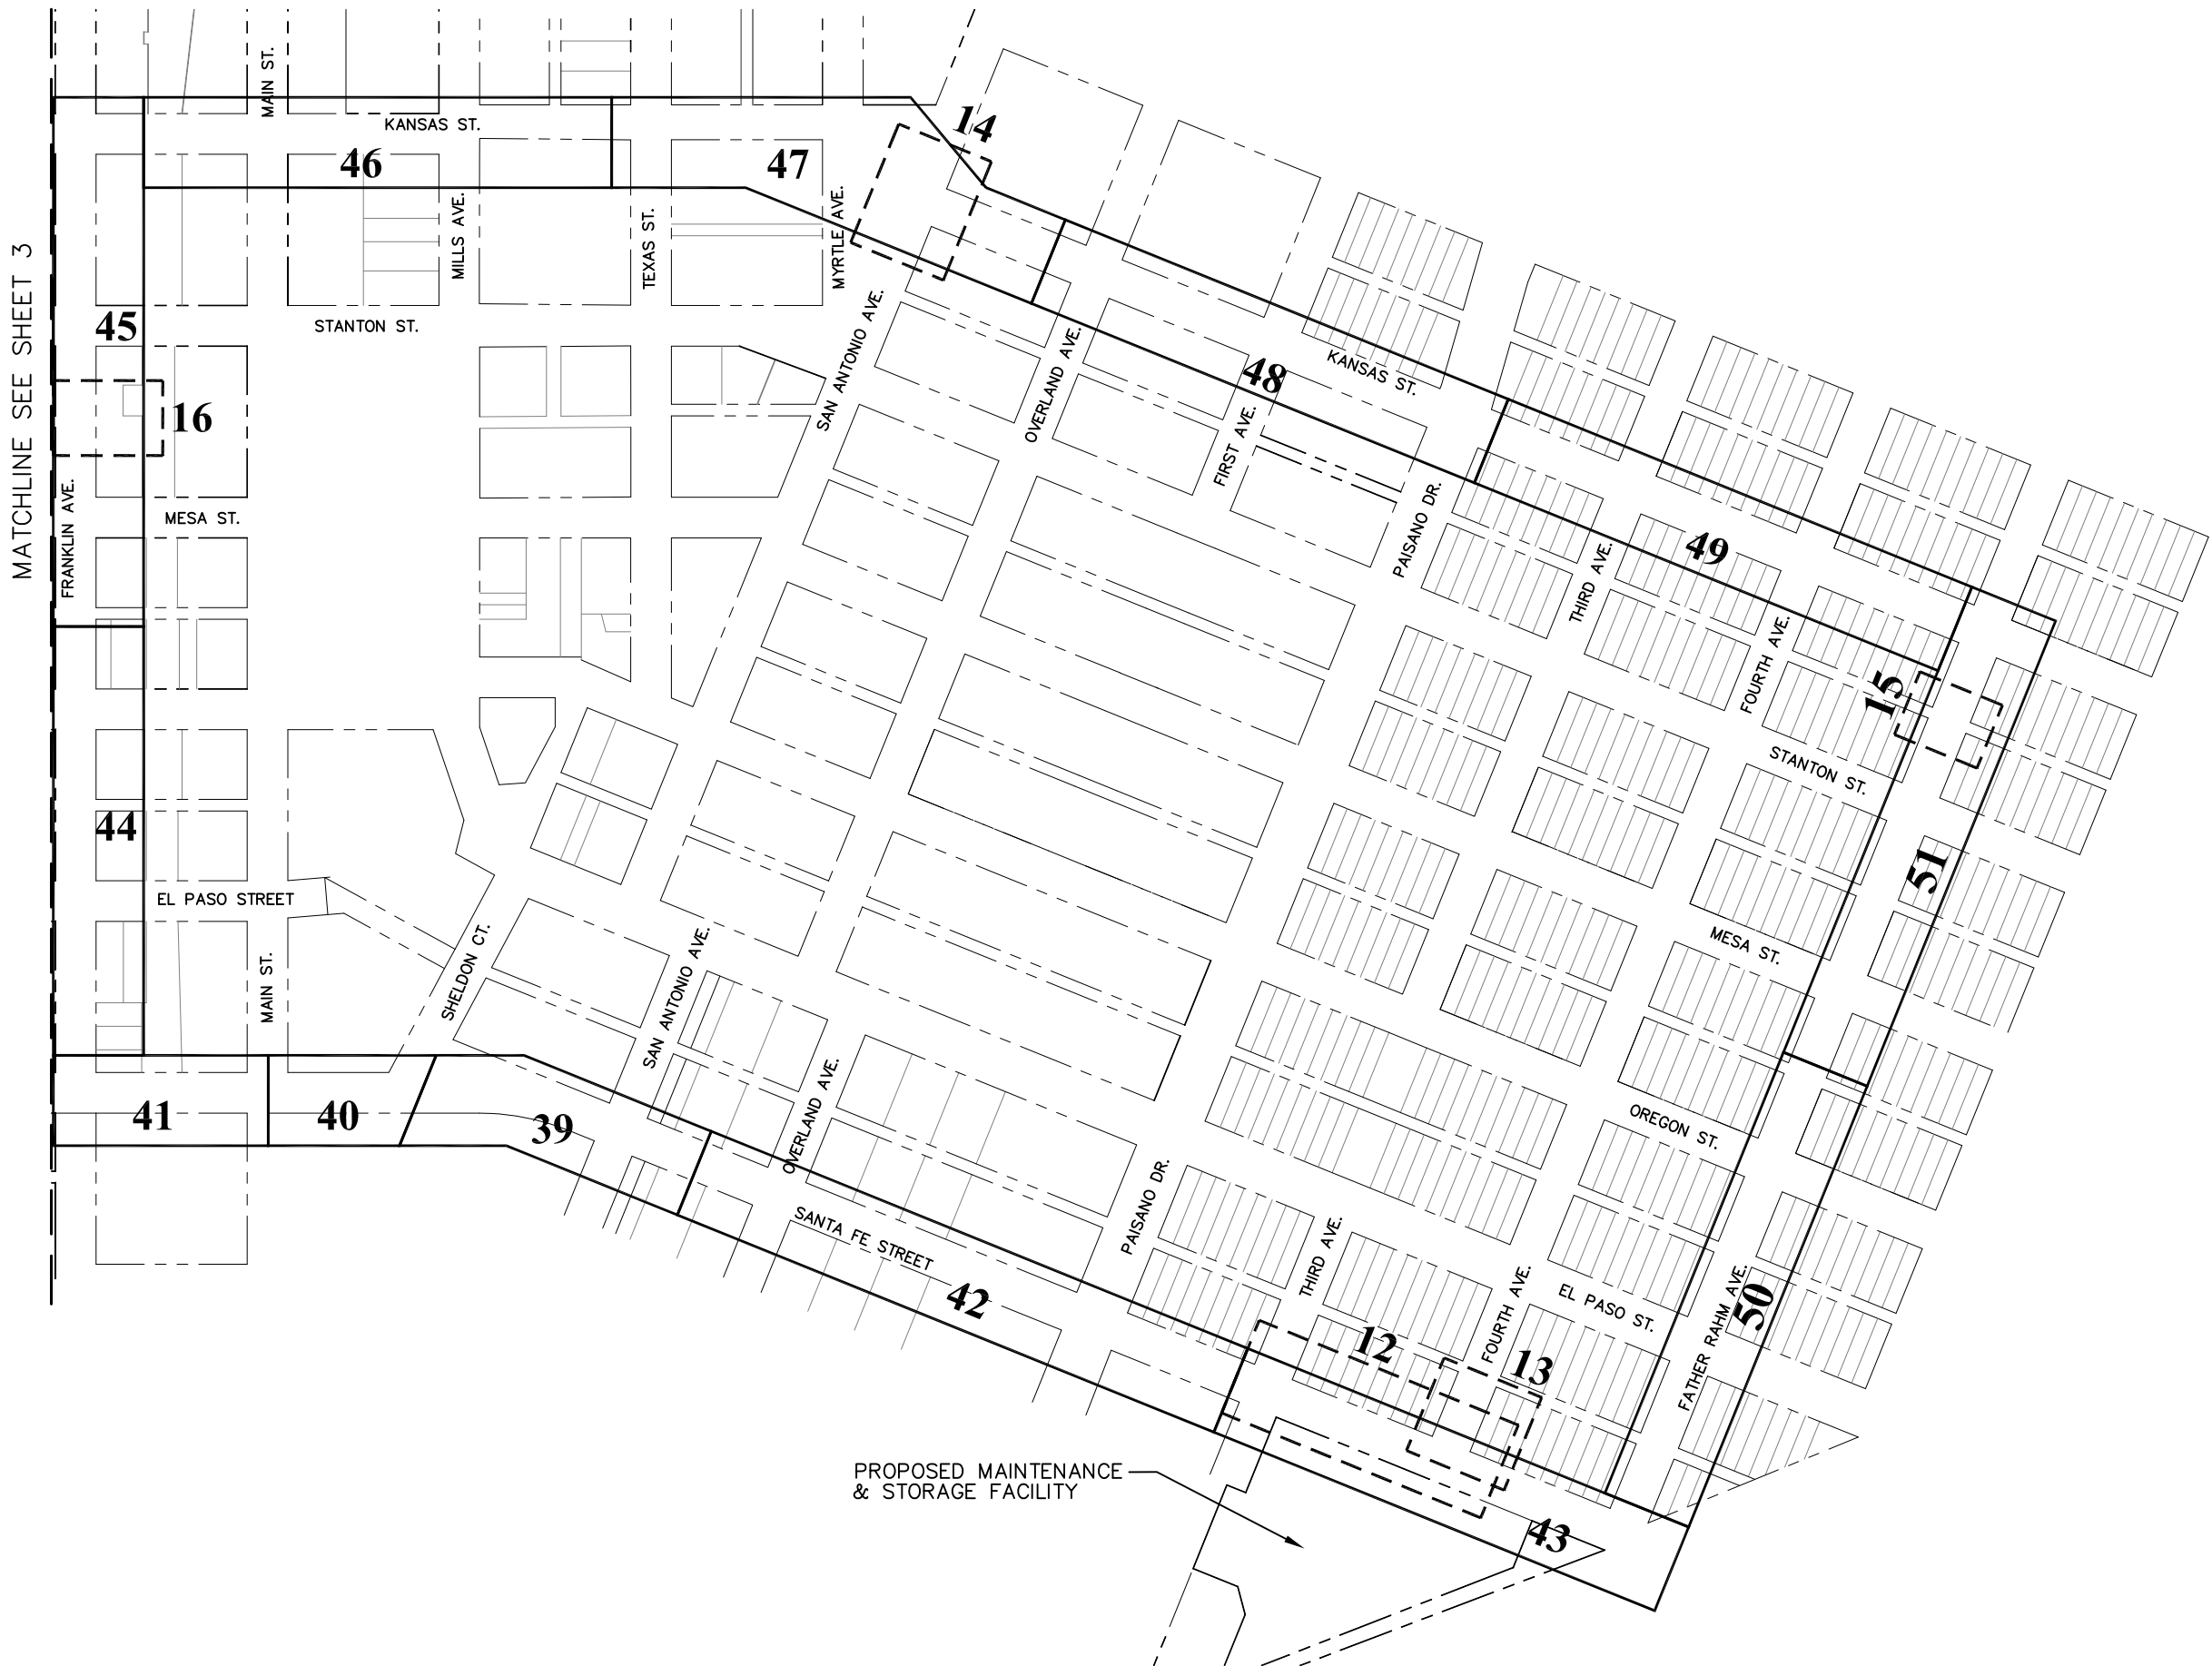 MAIN ST.
14
KANSAS ST.
46
47
MILLS AVE.
TEXAS ST.
MYRTLE AVE.
MATCHLINE SEE SHEET 3
45
STANTON ST.
SAN ANTONIO AVE.
OVERLAND AVE.
48
KANSAS ST.
16
FIRST AVE.
FRANKLIN AVE.
MESA ST.
PAISANO DR.
49
THIRD AVE.
FOURTH AVE.
15
STANTON ST.
44
51
EL PASO STREET
MAIN ST.
SHELDON CT.
SAN ANTONIO AVE.
MESA ST.
41
40
39
OVERLAND AVE.
OREGON ST.
PAISANO DR.
SANTA FE STREET
42
THIRD AVE.
FOURTH AVE.
EL PASO ST.
FATHER RAHM AVE.
50
12
13
PROPOSED MAINTENANCE
& STORAGE FACILITY
43